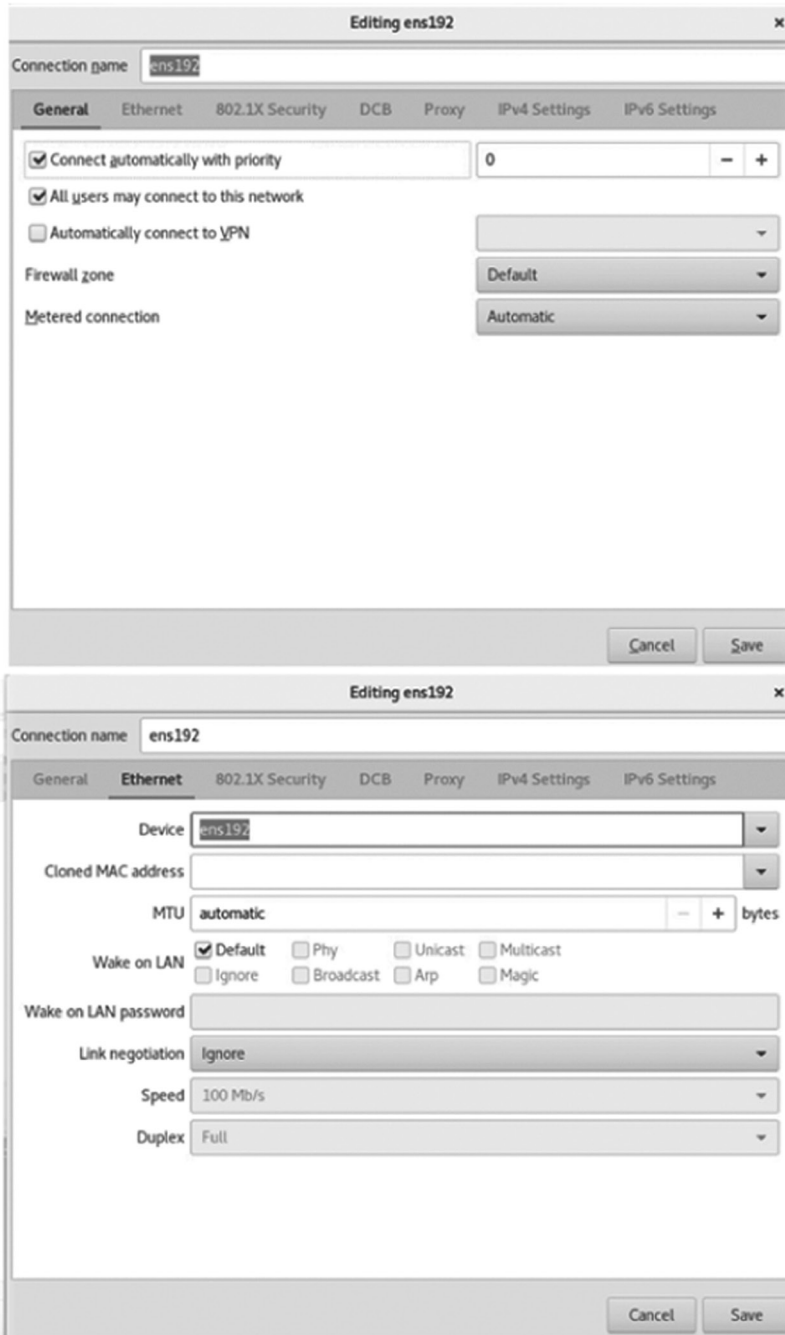 Editing ens192 ×
Connection name ens192
General Ethernet 802.1X Security DCB Proxy IPv4 Settings IPv6 Settings
Connect automatically with priority 0 − +
All users may connect to this network
Automatically connect to VPN
Firewall zone Default
Metered connection Automatic
Cancel Save
Editing ens192 ×
Connection name ens192
General Ethernet 802.1X Security DCB Proxy IPv4 Settings IPv6 Settings
Device ens192
Cloned MAC address
MTU automatic − + bytes
Wake on LAN Default Phy Unicast Multicast
Ignore Broadcast Arp Magic
Wake on LAN password
Link negotiation Ignore
Speed 100 Mb/s
Duplex Full
Cancel Save